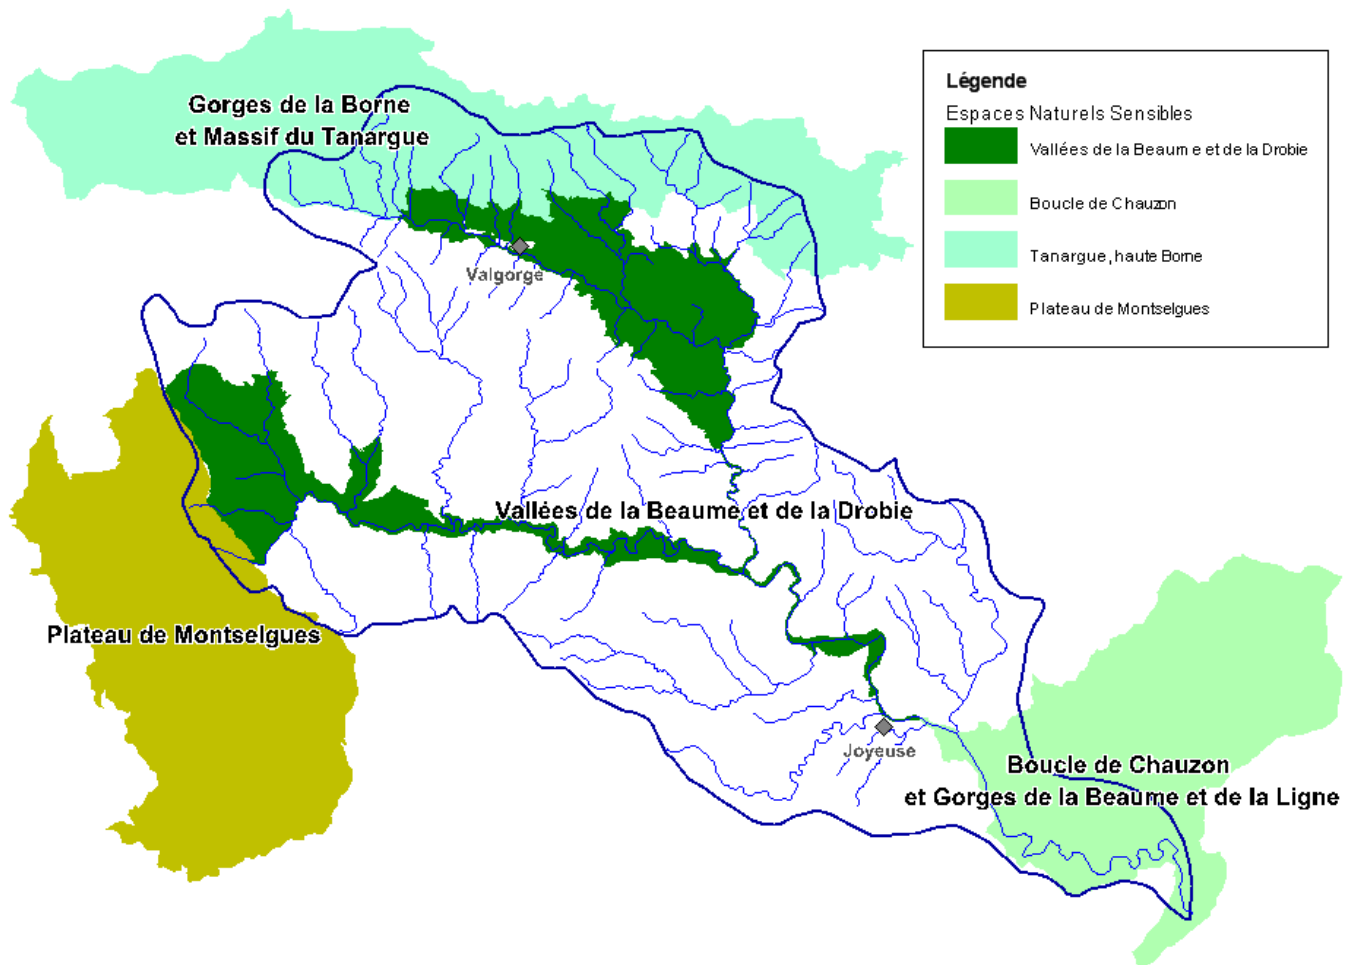 Gorges de la Borne
et Massif du Tanargue
Légende
Espaces Naturels Sensibles
Vallées de la Beaume et de la Drobie
Boucle de Chauzon
Tanargue, haute Borne
Plateau de Montselgues
Valgorge
Vallées de la Beaume et de la Drobie
Plateau de Montselgues
Joyeuse
Boucle de Chauzon
et Gorges de la Beaume et de la Ligne